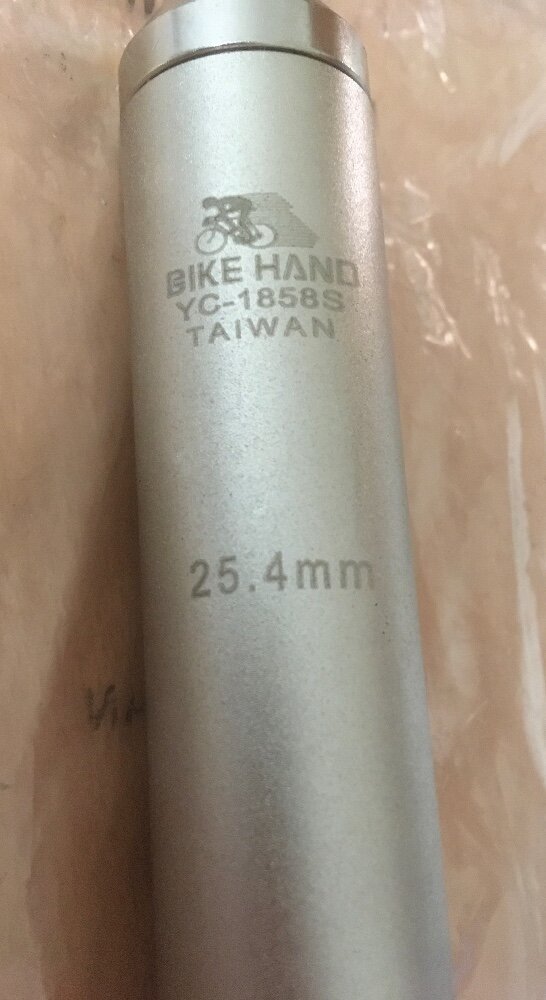 BIKE HAND
YC-1858S
TAIWAN
25.4mm